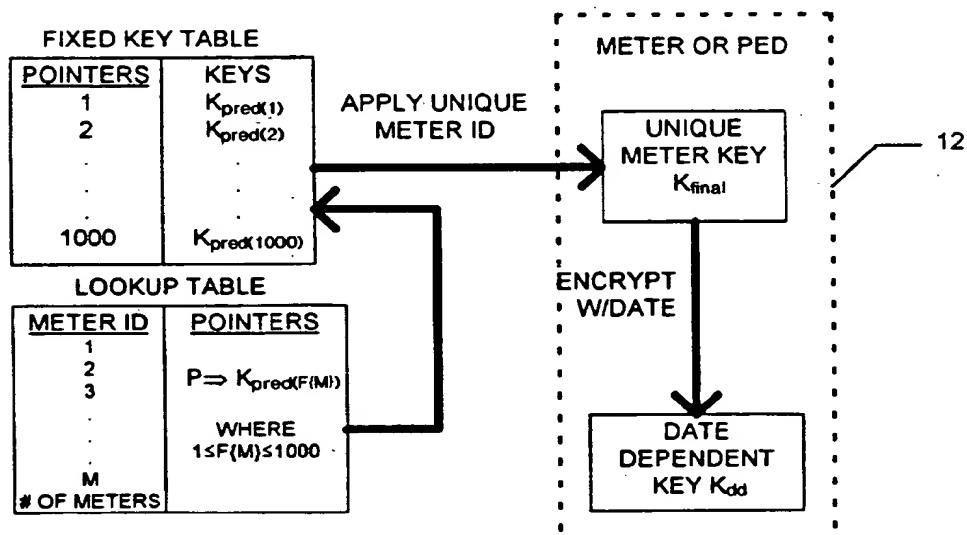 FIXED KEY TABLE
POINTERS KEYS
1 Kpred(1)
2 Kpred(2)
. .
. .
. .
1000 Kpred(1000)
LOOKUP TABLE
METER ID POINTERS
1
2
3
P⇒ Kpred(F{M})
.
.
.
WHERE
1≤F{M}≤1000
M
# OF METERS
APPLY UNIQUE
METER ID
METER OR PED
UNIQUE
METER KEY
Kfinal
12
ENCRYPT
W/DATE
DATE
DEPENDENT
KEY Kdd